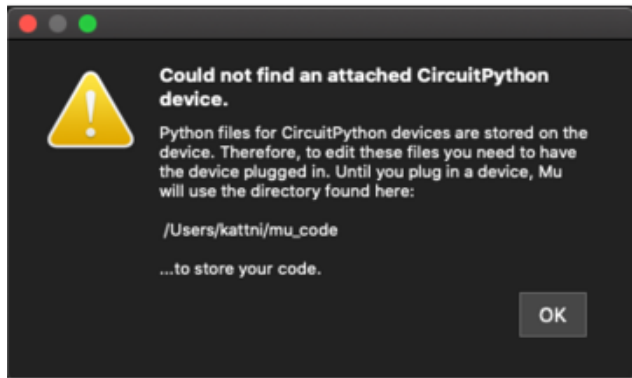 Could not find an attached CircuitPython
device.
Python files for CircuitPython devices are stored on the
device. Therefore, to edit these files you need to have
the device plugged in. Until you plug in a device, Mu
will use the directory found here:
/Users/kattni/mu_code
...to store your code.
OK